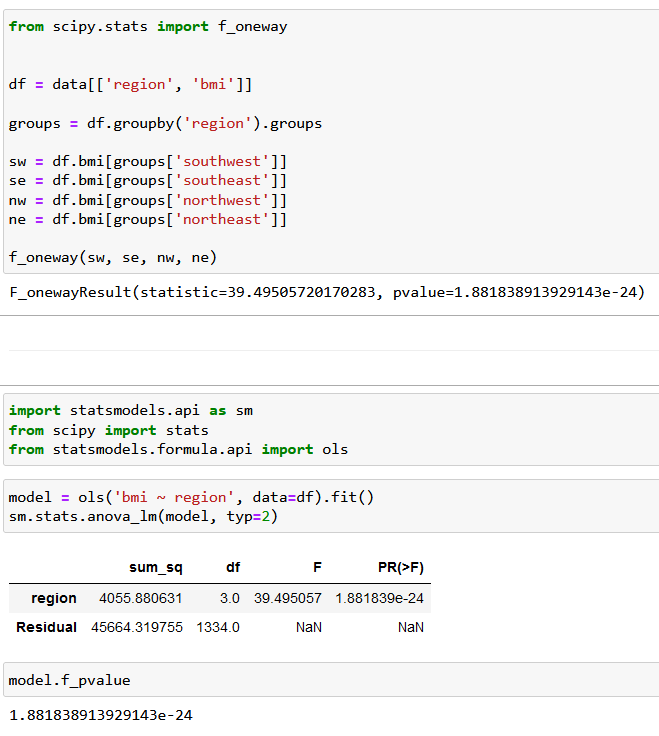 from scipy.stats import f_oneway
df = data[['region', 'bmi']]
groups = df.groupby('region').groups
sw = df.bmi[groups['southwest']]
se = df.bmi[groups['southeast']]
nw = df.bmi[groups['northwest']]
ne = df.bmi[groups['northeast']]
f_oneway(sw, se, nw, ne)
F_onewayResult(statistic=39.49505720170283, pvalue=1.881838913929143e-24)
import statsmodels.api as sm
from scipy import stats
from statsmodels.formula.api import ols
model = ols('bmi ~ region', data=df).fit()
sm.stats.anova_lm(model, typ=2)
sum_sq df F PR(>F)
region 4055.880631 3.0 39.495057 1.881839e-24
Residual 45664.319755 1334.0 NaN NaN
model.f_pvalue
1.881838913929143e-24